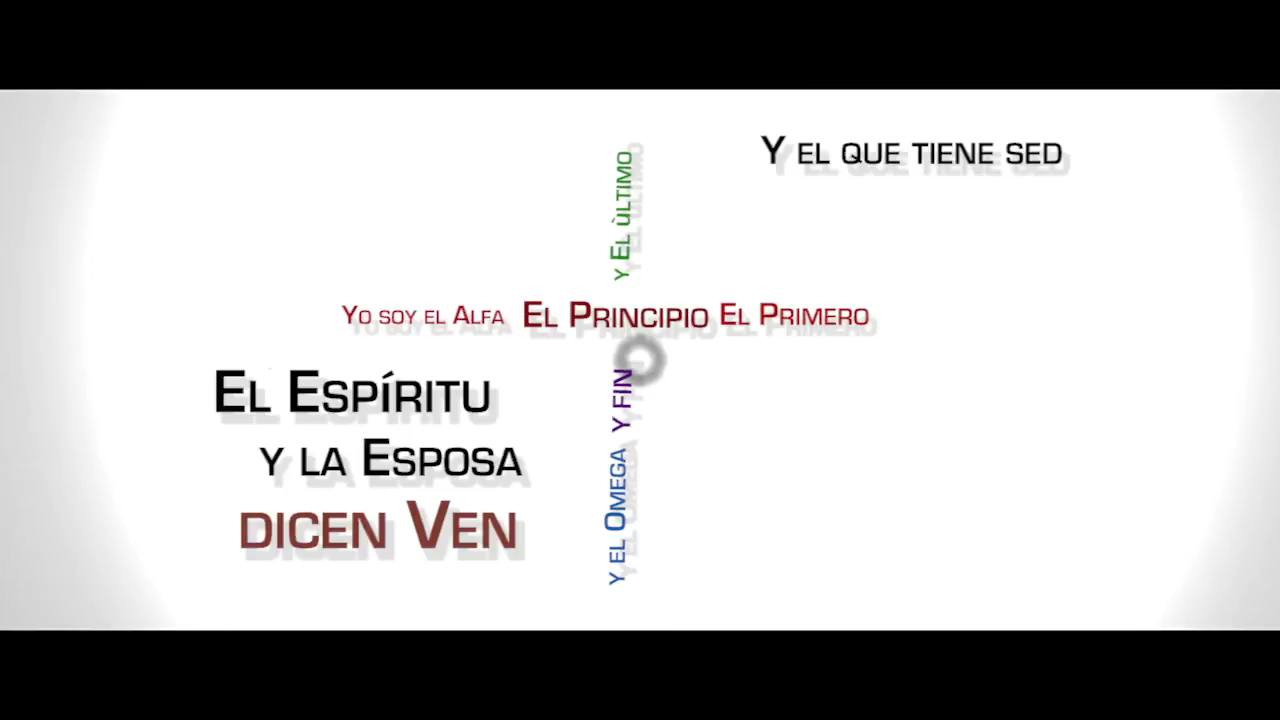 Y EL QUE TIENE SED
Y EL ÙLTIMO
YO SOY EL ALFA EL PRINCIPIO EL PRIMERO
Y EL OMEGA Y FIN
EL ESPÍRITU
Y LA ESPOSA
DICEN VEN